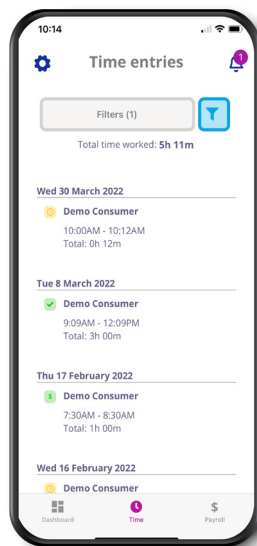 10:14
Time entries
1
Filters (1)
Total time worked: 5h 11m
Wed 30 March 2022
Demo Consumer
10:00AM - 10:12AM
Total: 0h 12m
Tue 8 March 2022
Demo Consumer
9:09AM - 12:09PM
Total: 3h 00m
Thu 17 February 2022
$ Demo Consumer
7:30AM - 8:30AM
Total: 1h 00m
Wed 16 February 2022
Demo Consumer
$
Dashboard Time Payroll